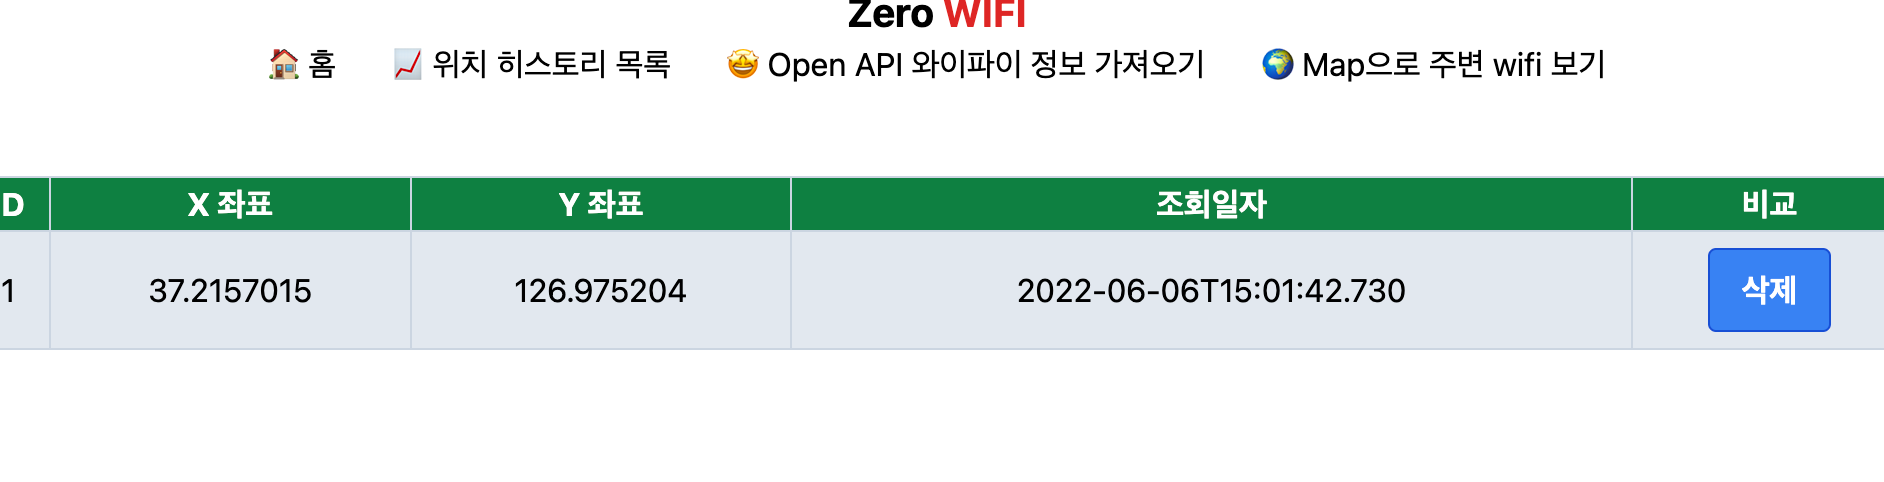 Zero WIFI
🏠 홈 📈 위치 히스토리 목록 🤩 Open API 와이파이 정보 가져오기 🌍 Map으로 주변 wifi 보기
D X 좌표 Y 좌표 조회일자 비교
1 37.2157015 126.975204 2022-06-06T15:01:42.730 삭제